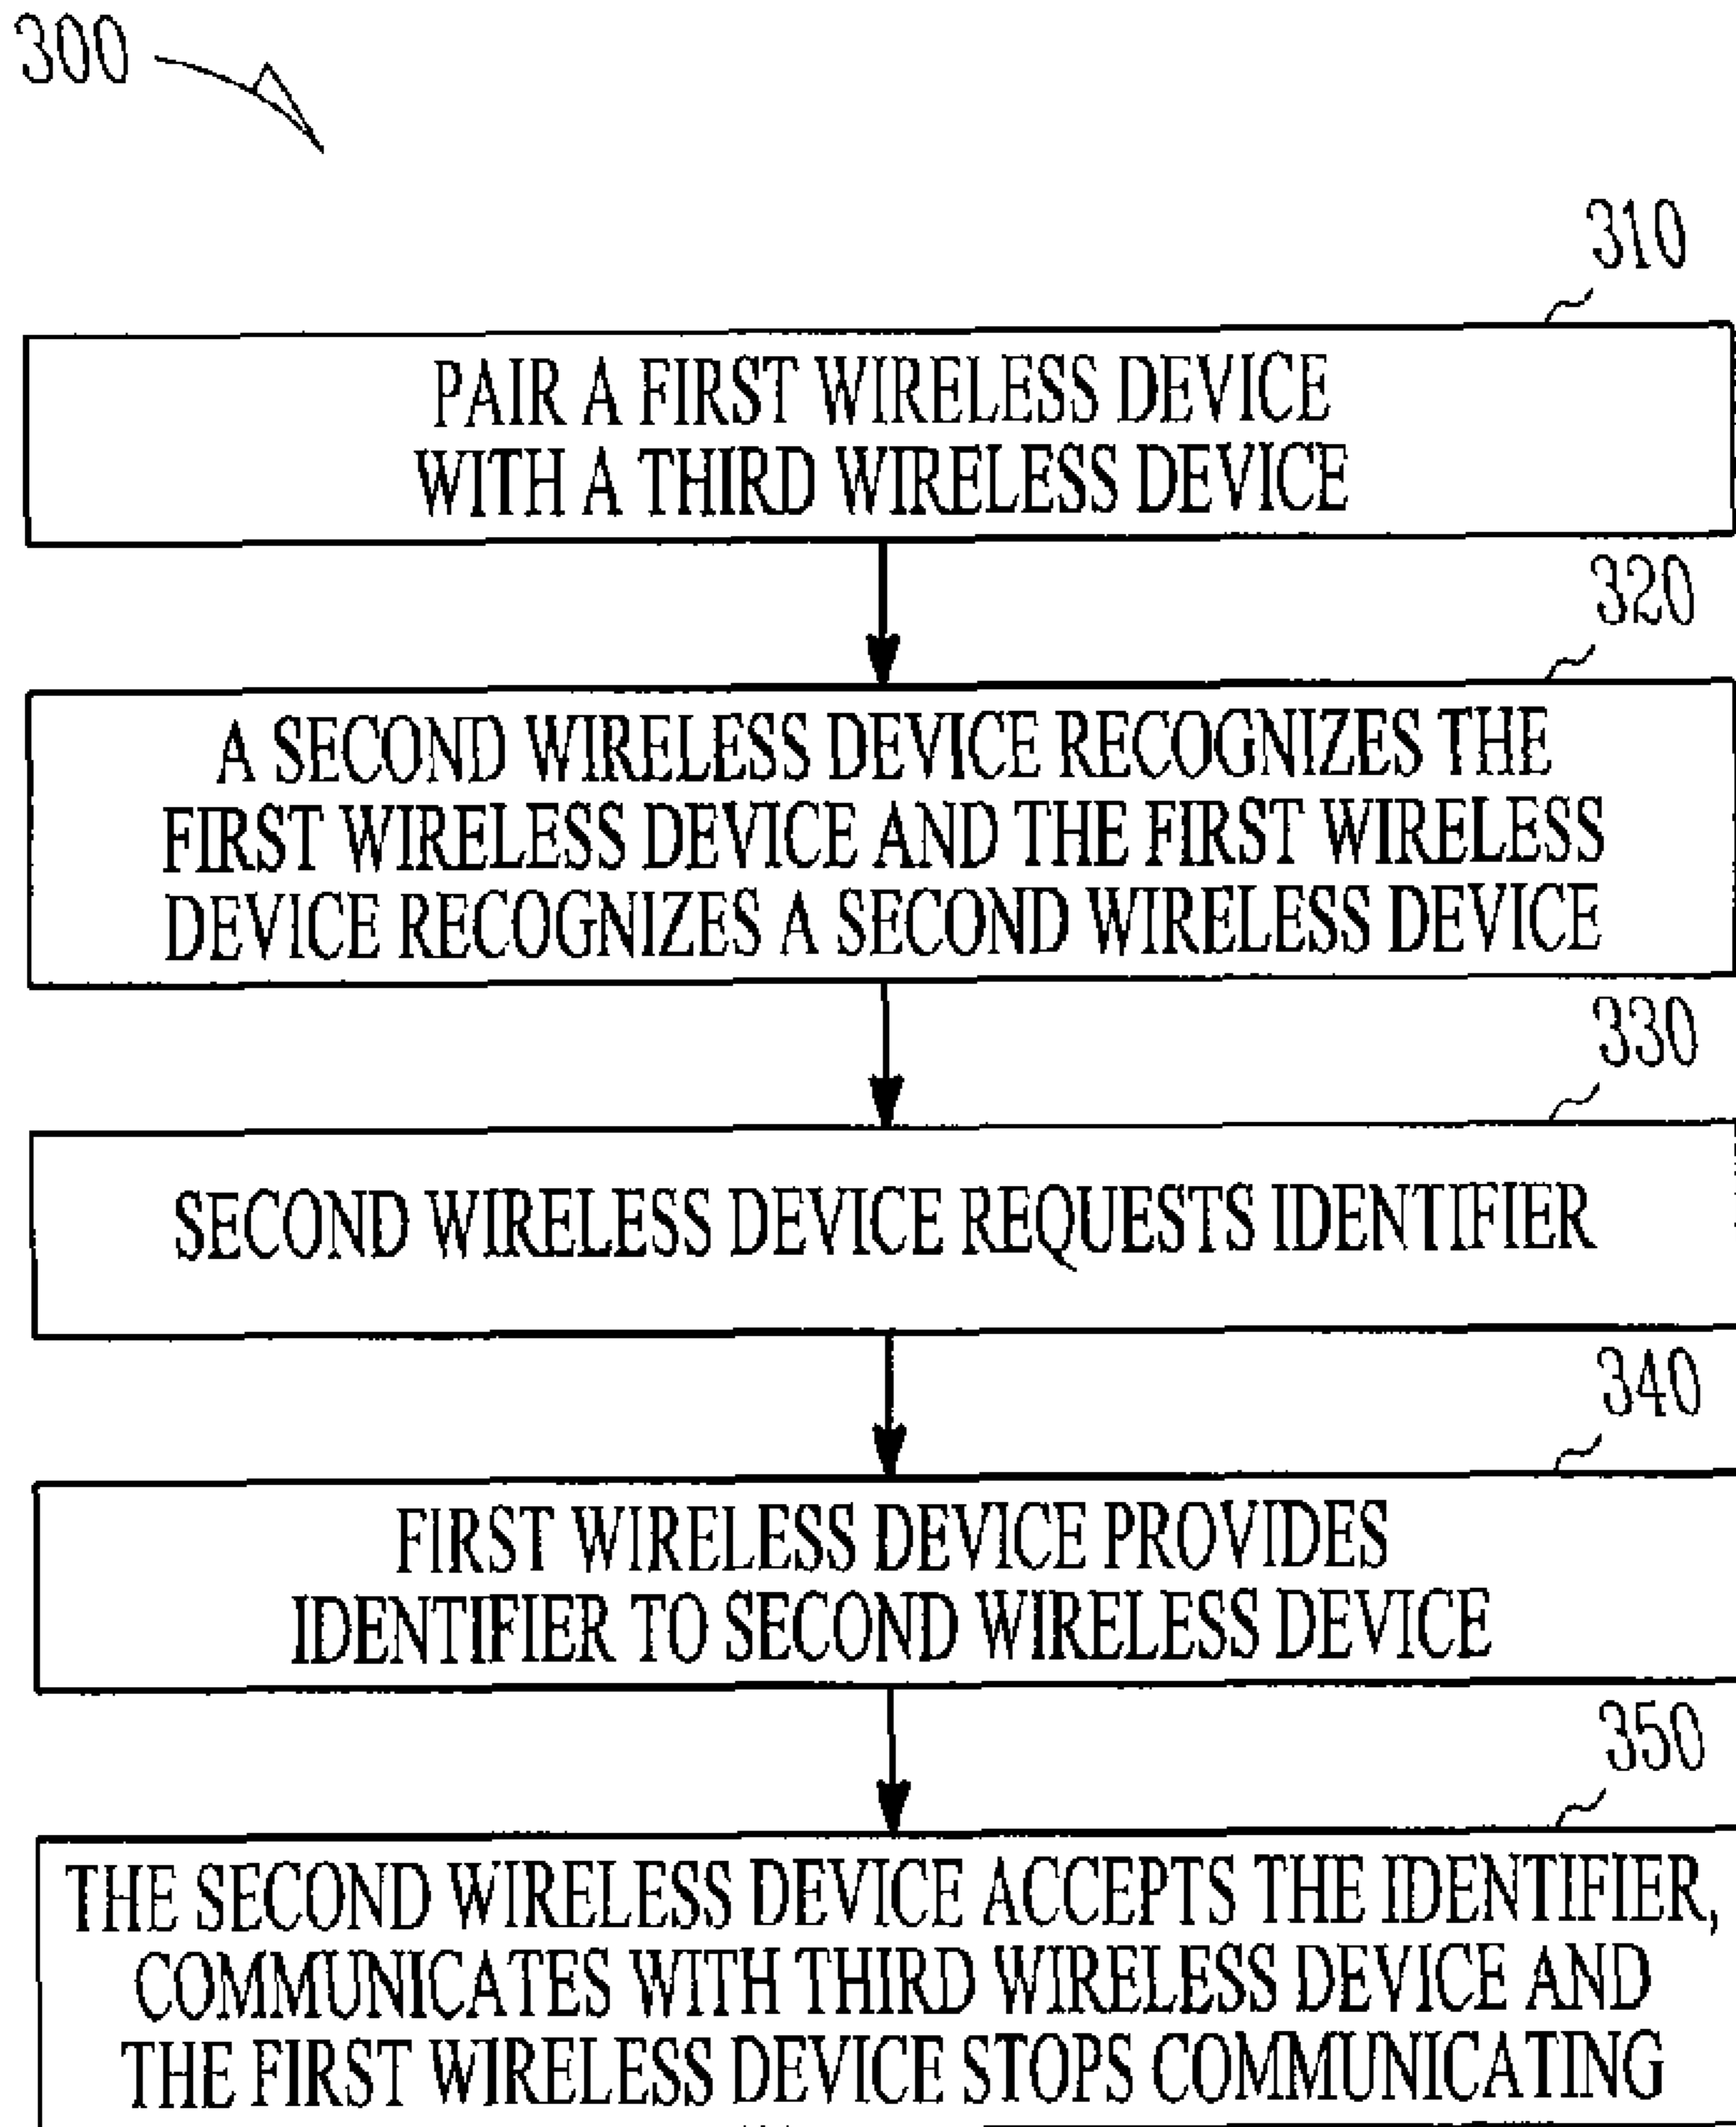 300
310
PAIR A FIRST WIRELESS DEVICE
WITH A THIRD WIRELESS DEVICE
320
A SECOND WIRELESS DEVICE RECOGNIZES THE
FIRST WIRELESS DEVICE AND THE FIRST WIRELESS
DEVICE RECOGNIZES A SECOND WIRELESS DEVICE
330
SECOND WIRELESS DEVICE REQUESTS IDENTIFIER
340
FIRST WIRELESS DEVICE PROVIDES
IDENTIFIER TO SECOND WIRELESS DEVICE
350
THE SECOND WIRELESS DEVICE ACCEPTS THE IDENTIFIER,
COMMUNICATES WITH THIRD WIRELESS DEVICE AND
THE FIRST WIRELESS DEVICE STOPS COMMUNICATING